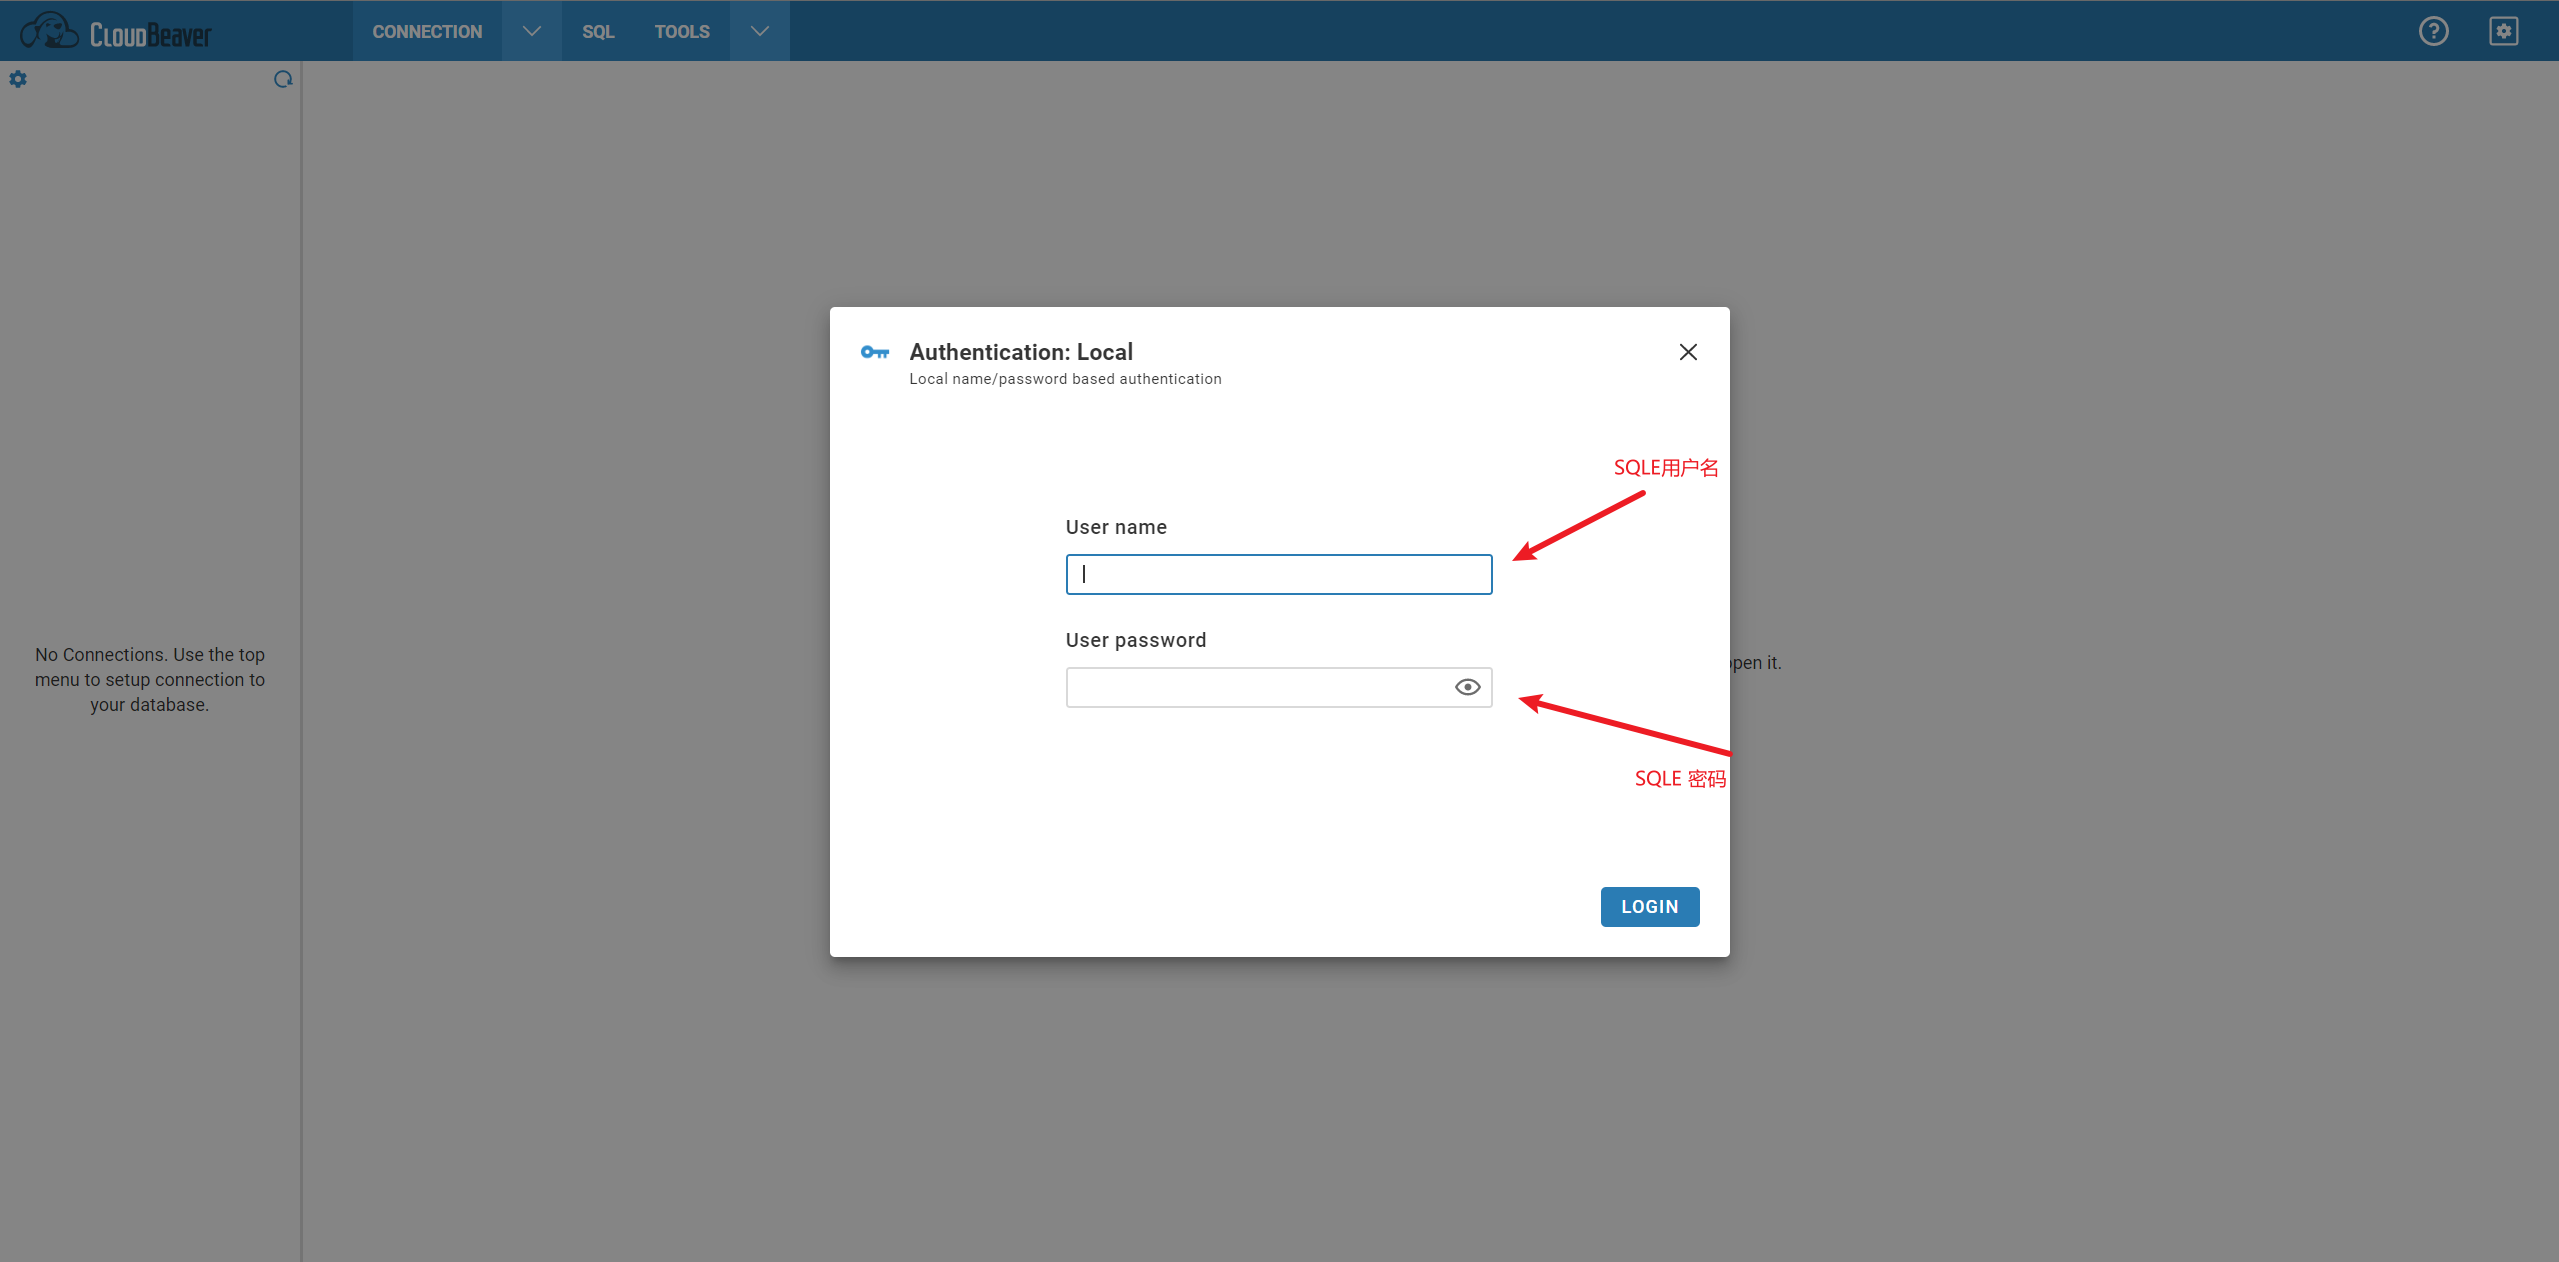 CloudBeaver
CONNECTION
SQL
TOOLS
No Connections. Use the top
menu to setup connection to
your database.
Authentication: Local
Local name/password based authentication
SQLE用户名
User name
User password
open it.
SQLE 密码
LOGIN